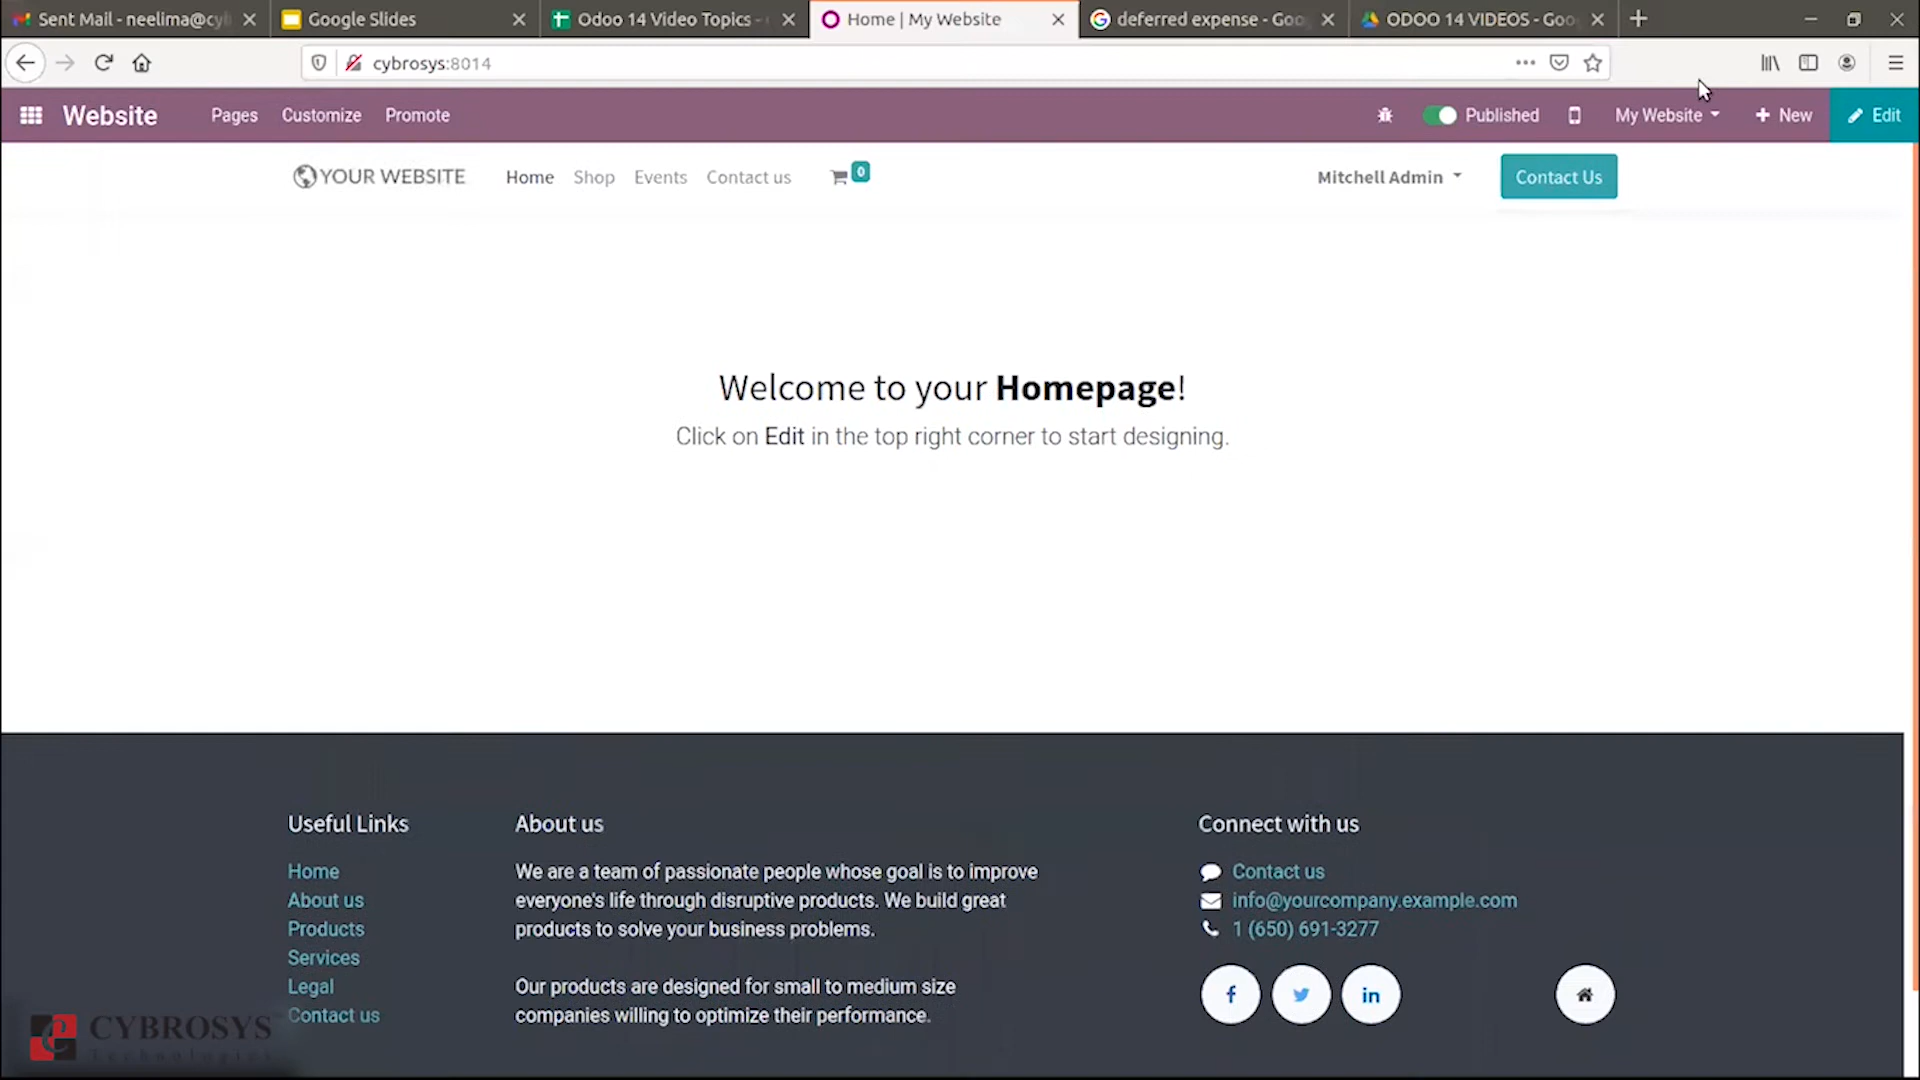 Sent Mail - neelima@cyl
Google Slides
Odoo 14 Video Topics -
Home | My Website
deferred expense - Goo
ODOO 14 VIDEOS - Goo
cybrosys:8014
Website
Pages
Customize
Promote
Published
My Website
+ New
Edit
YOUR WEBSITE
Home
Shop
Events
Contact us
0
Mitchell Admin
Contact Us
Welcome to your Homepage!
Click on Edit in the top right corner to start designing.
Useful Links
Home
About us
Products
Services
Legal
Contact us
About us
We are a team of passionate people whose goal is to improve
everyone's life through disruptive products. We build great
products to solve your business problems.
Our products are designed for small to medium size
companies willing to optimize their performance.
Connect with us
Contact us
info@yourcompany.example.com
1 (650) 691-3277
CYBROSYS
Technologies